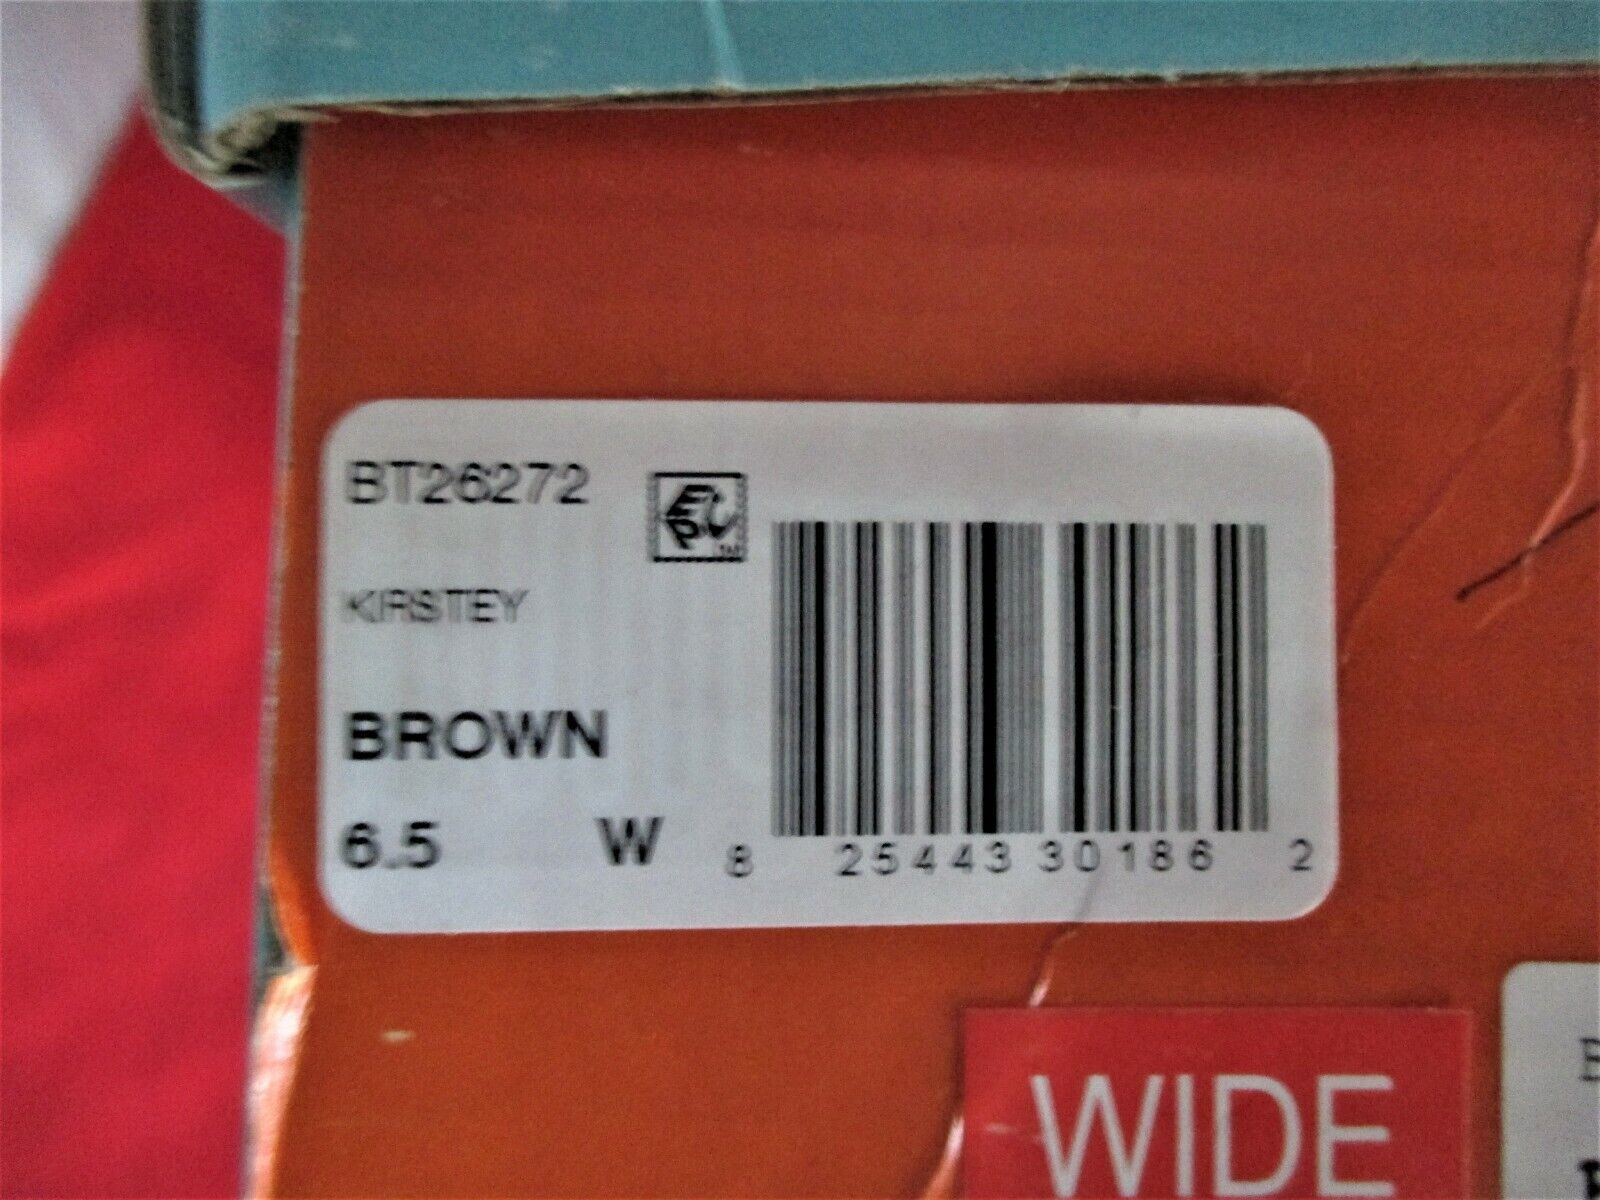 BT26272
KIRSTEY
BROWN
6.5 W
8 25443 30186 2
WIDE